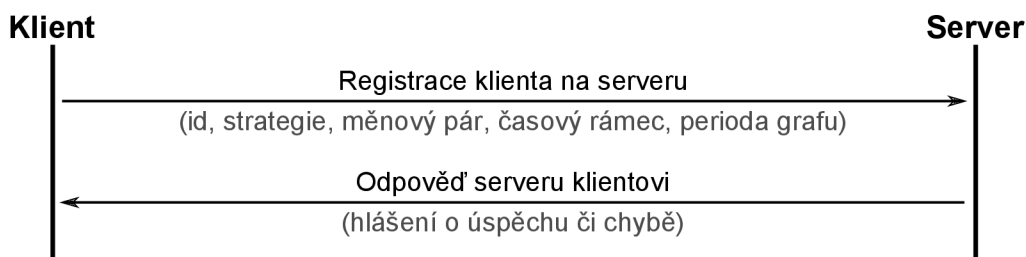 Klient
Server
Registrace klienta na serveru
(id, strategie, měnový pár, časový rámec, perioda grafu)
Odpověď serveru klientovi
(hlášení o úspěchu či chybě)